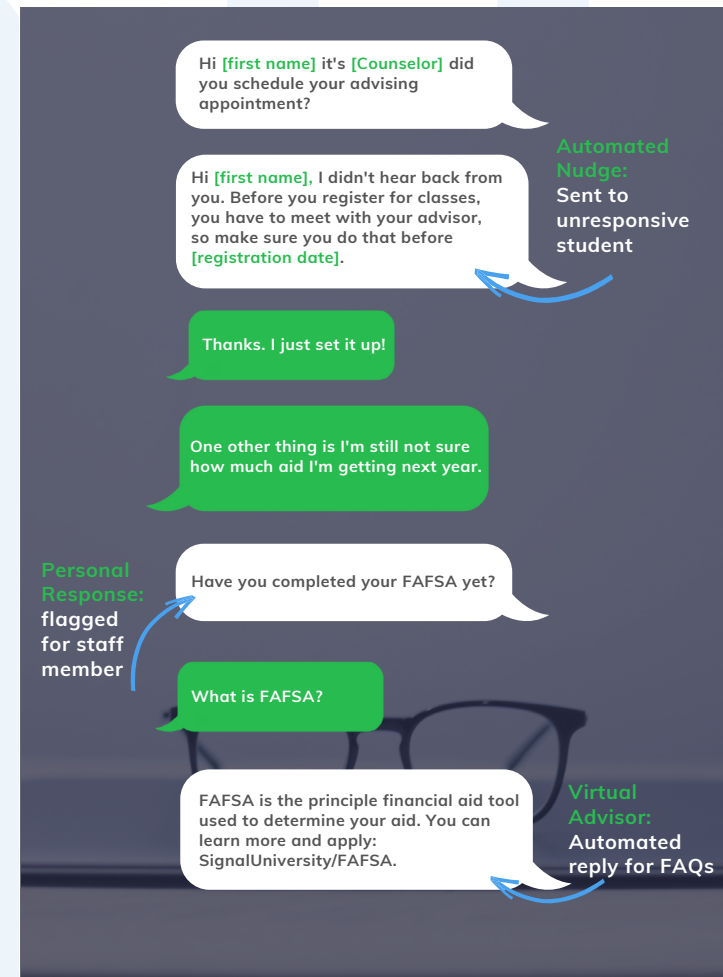 Hi [first name] it's [Counselor] did
you schedule your advising
appointment?
Automated
Nudge:
Sent to
unresponsive
student
Hi [first name], I didn't hear back from
you. Before you register for classes,
you have to meet with your advisor,
so make sure you do that before
[registration date].
Thanks. I just set it up!
One other thing is I'm still not sure
how much aid I'm getting next year.
Personal
Response:
flagged
for staff
member
Have you completed your FAFSA yet?
What is FAFSA?
FAFSA is the principle financial aid tool
used to determine your aid. You can
learn more and apply:
SignalUniversity/FAFSA.
Virtual
Advisor:
Automated
reply for FAQs